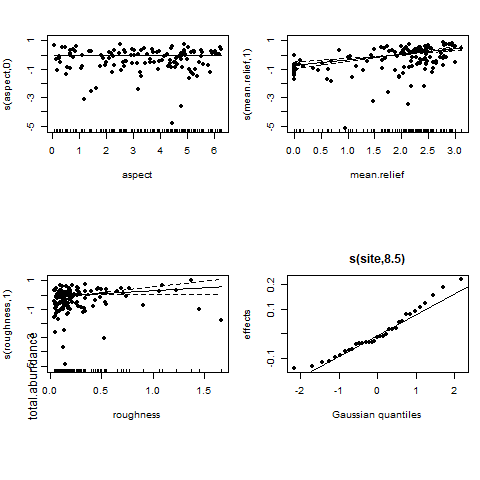 s(aspect,0)
1
-1
-3
-5
0 1 2 3 4 5 6
aspect
s(mean.relief,1)
1
-1
-3
-5
0.0 0.5 1.0 1.5 2.0 2.5 3.0
mean.relief
s(roughness,1)
total.abundance
1
-1
-3
-5
0.0 0.5 1.0 1.5
roughness
s(site,8.5)
effects
0.2
0.1
-0.1
-2 -1 0 1 2
Gaussian quantiles